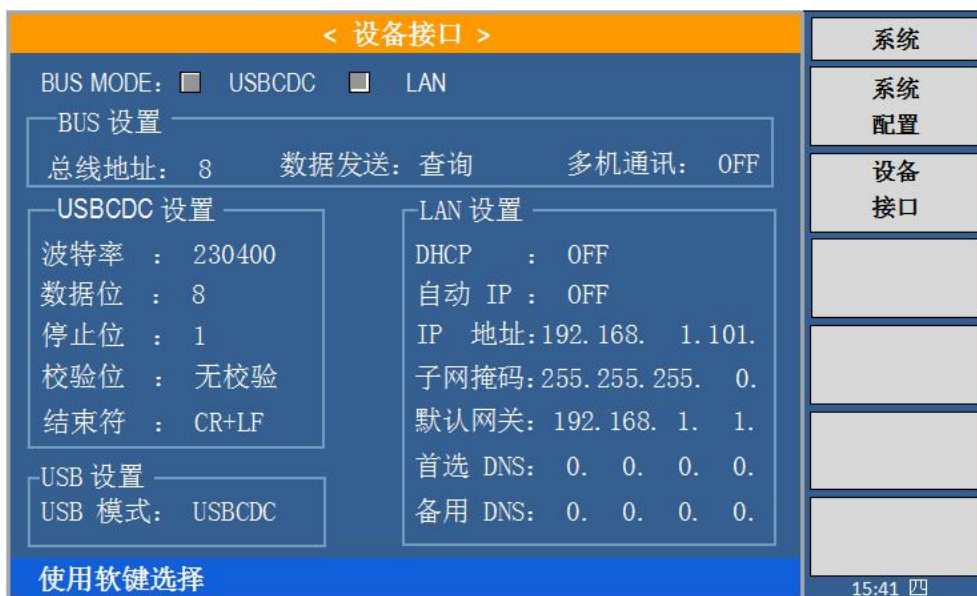 < 设备接口 >
BUS MODE： USBCDC LAN
BUS 设置
总线地址： 8 数据发送：查询 多机通讯： OFF
USBCDC 设置
波特率 ： 230400
数据位 ： 8
停止位 ： 1
校验位 ： 无校验
结束符 ： CR+LF
USB 设置
USB 模式： USBCDC
LAN 设置
DHCP ： OFF
自动 IP ： OFF
IP 地址:192.168. 1.101.
子网掩码:255.255.255. 0.
默认网关: 192.168. 1. 1.
首选 DNS: 0. 0. 0. 0.
备用 DNS: 0. 0. 0. 0.
使用软键选择
系统
系统
配置
设备
接口
15:41 四